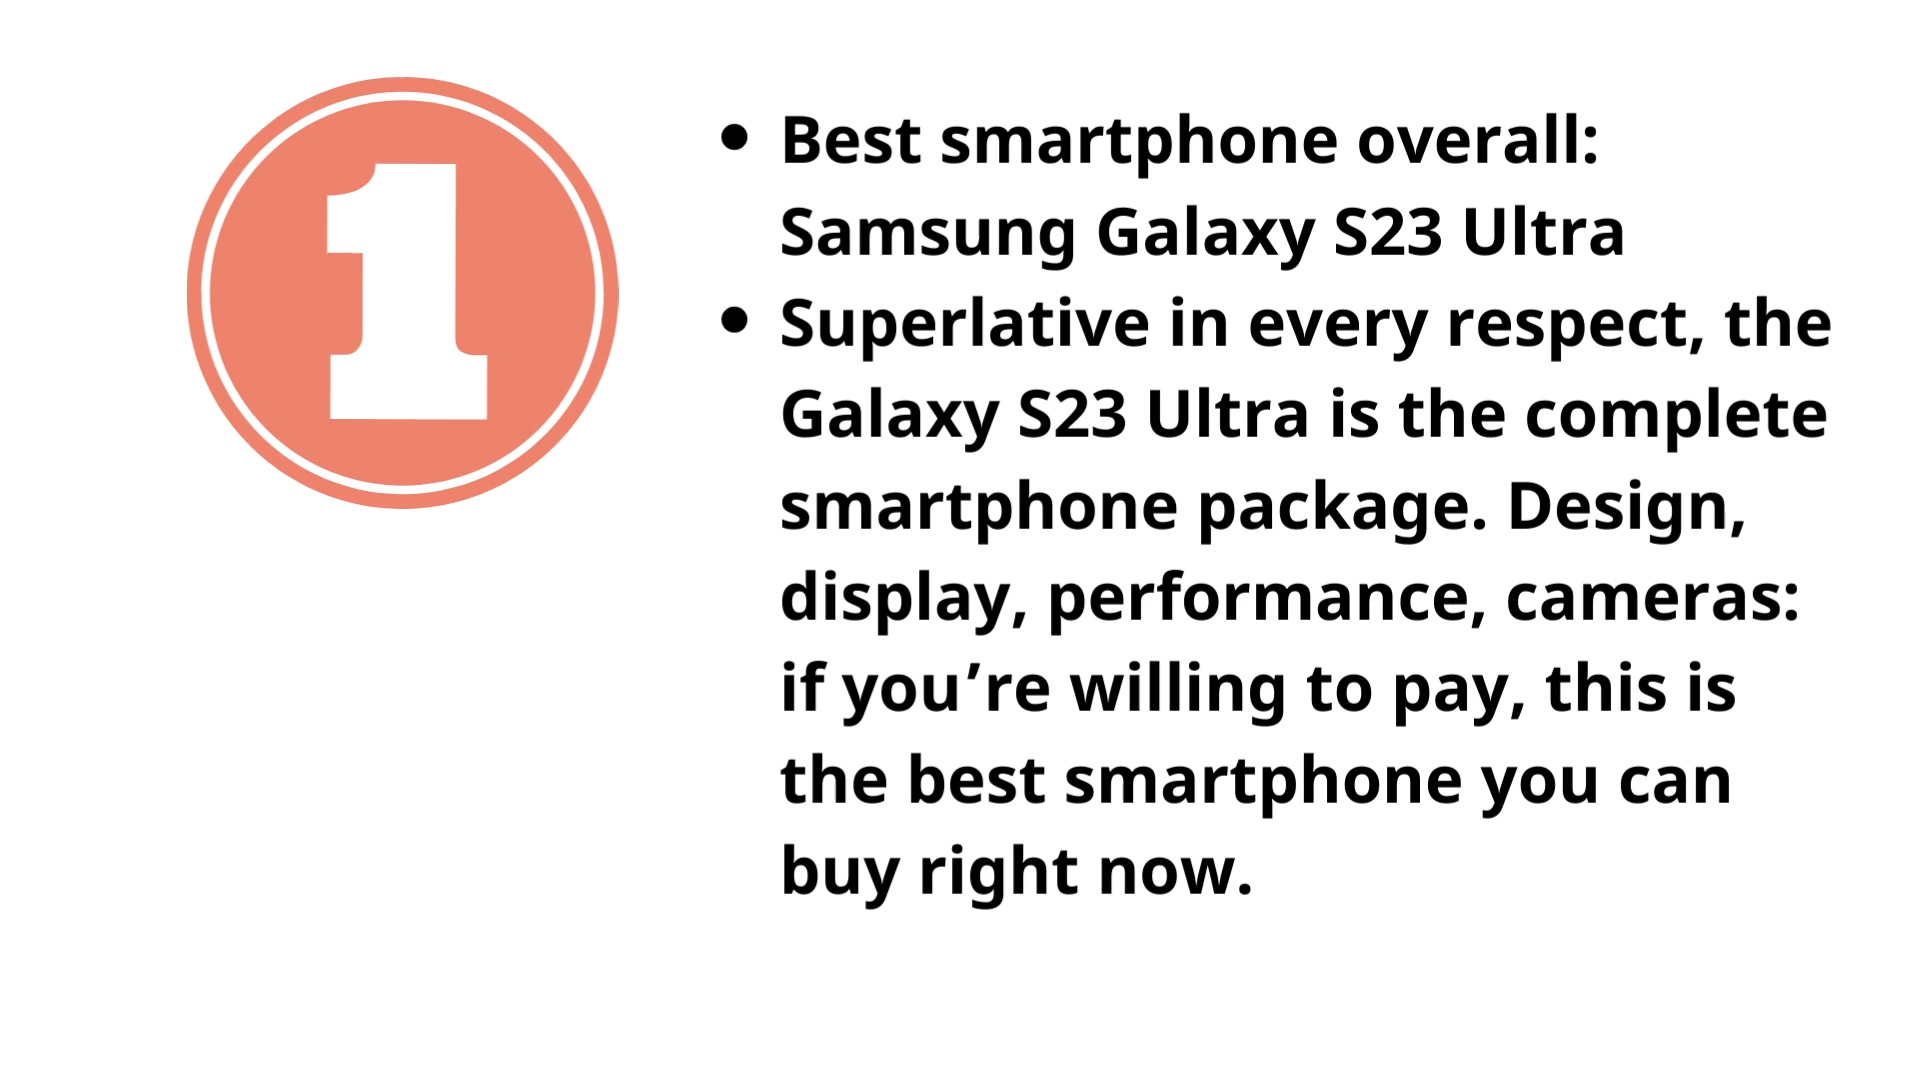 1
• Best smartphone overall:
Samsung Galaxy S23 Ultra
• Superlative in every respect, the
Galaxy S23 Ultra is the complete
smartphone package. Design,
display, performance, cameras:
if you’re willing to pay, this is
the best smartphone you can
buy right now.